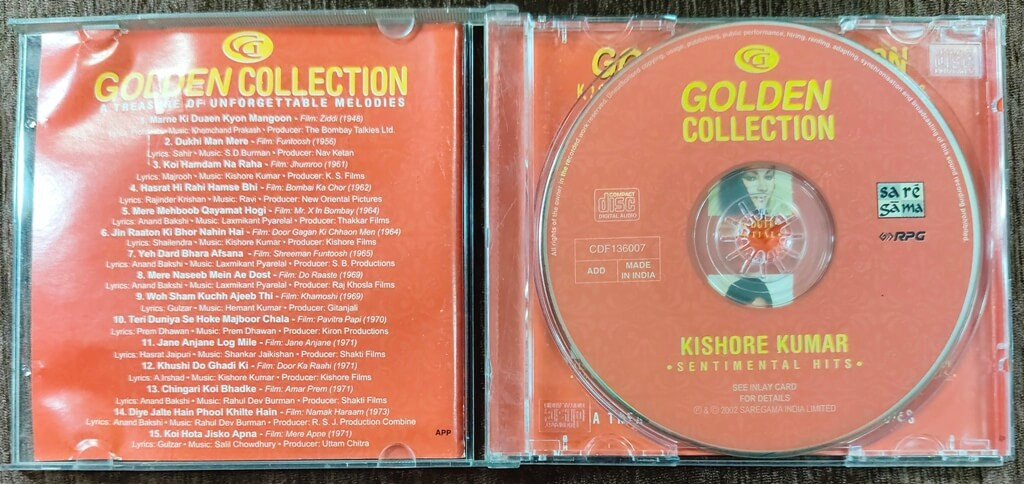 GOLDEN COLLECTION
A TREASURE OF UNFORGETTABLE MELODIES
1. Marne Ki Duaen Kyon Mangoon - Film: Ziddi (1948)
Music: Khemchand Prakash • Producer: The Bombay Talkies Ltd.
2. Dukhi Man Mere - Film: Funtoosh (1956)
Lyrics: Sahir • Music: S.D.Burman • Producer: Nav Ketan
3. Koi Hamdam Na Raha - Film: Jhumroo (1961)
Lyrics: Majrooh • Music: Kishore Kumar • Producer: K. S. Films
4. Hasrat Hi Rahi Hamse Bhi - Film: Bombai Ka Chor (1962)
Lyrics: Rajinder Krishan • Music: Ravi • Producer: New Oriental Pictures
5. Mere Mehboob Qayamat Hogi - Film: Mr. X In Bombay (1964)
Lyrics: Anand Bakshi • Music: Laxmikant Pyarelal • Producer: Thakkar Films
6. Jin Raaton Ki Bhor Nahin Hai - Film: Door Gagan Ki Chhaon Men (1964)
Lyrics: Shailendra • Music: Kishore Kumar • Producer: Kishore Films
7. Yeh Dard Bhara Afsana - Film: Shreeman Funtoosh (1965)
Lyrics: Anand Bakshi • Music: Laxmikant Pyarelal • Producer: S. B. Productions
8. Mere Naseeb Mein Ae Dost - Film: Do Raaste (1969)
Lyrics: Anand Bakshi • Music: Laxmikant Pyarelal • Producer: Raj Khosla Films
9. Woh Sham Kuchh Ajeeb Thi - Film: Khamoshi (1969)
Lyrics: Gulzar • Music: Hemant Kumar • Producer: Gitanjali
10. Teri Duniya Se Hoke Majboor Chala - Film: Pavitra Papi (1970)
Lyrics: Prem Dhawan • Music: Prem Dhawan • Producer: Kiron Productions
11. Jane Anjane Log Mile - Film: Jane Anjane (1971)
Lyrics: Hasrat Jaipuri • Music: Shankar Jaikishan • Producer: Shakti Films
12. Khushi Do Ghadi Ki - Film: Door Ka Raahi (1971)
Lyrics: A.Irshad • Music: Kishore Kumar • Producer: Kishore Films
13. Chingari Koi Bhadke - Film: Amar Prem (1971)
Lyrics: Anand Bakshi • Music: Rahul Dev Burman • Producer: Shakti Films
14. Diye Jalte Hain Phool Khilte Hain - Film: Namak Haraam (1973)
Lyrics: Anand Bakshi • Music: Rahul Dev Burman • Producer: R. S. J. Production Combine
15. Koi Hota Jisko Apna - Film: Mere Apne (1971)
Lyrics: Gulzar • Music: Salil Chowdhury • Producer: Uttam Chitra
APP
GOLDEN
COLLECTION
COMPACT
disc
DIGITAL AUDIO
CDF136007
ADD
MADE
IN INDIA
sa rē
gama
RPG
KISHORE KUMAR
• SENTIMENTAL HITS •
SEE INLAY CARD
FOR DETAILS
Ⓟ & © 2002 SAREGAMA INDIA LIMITED